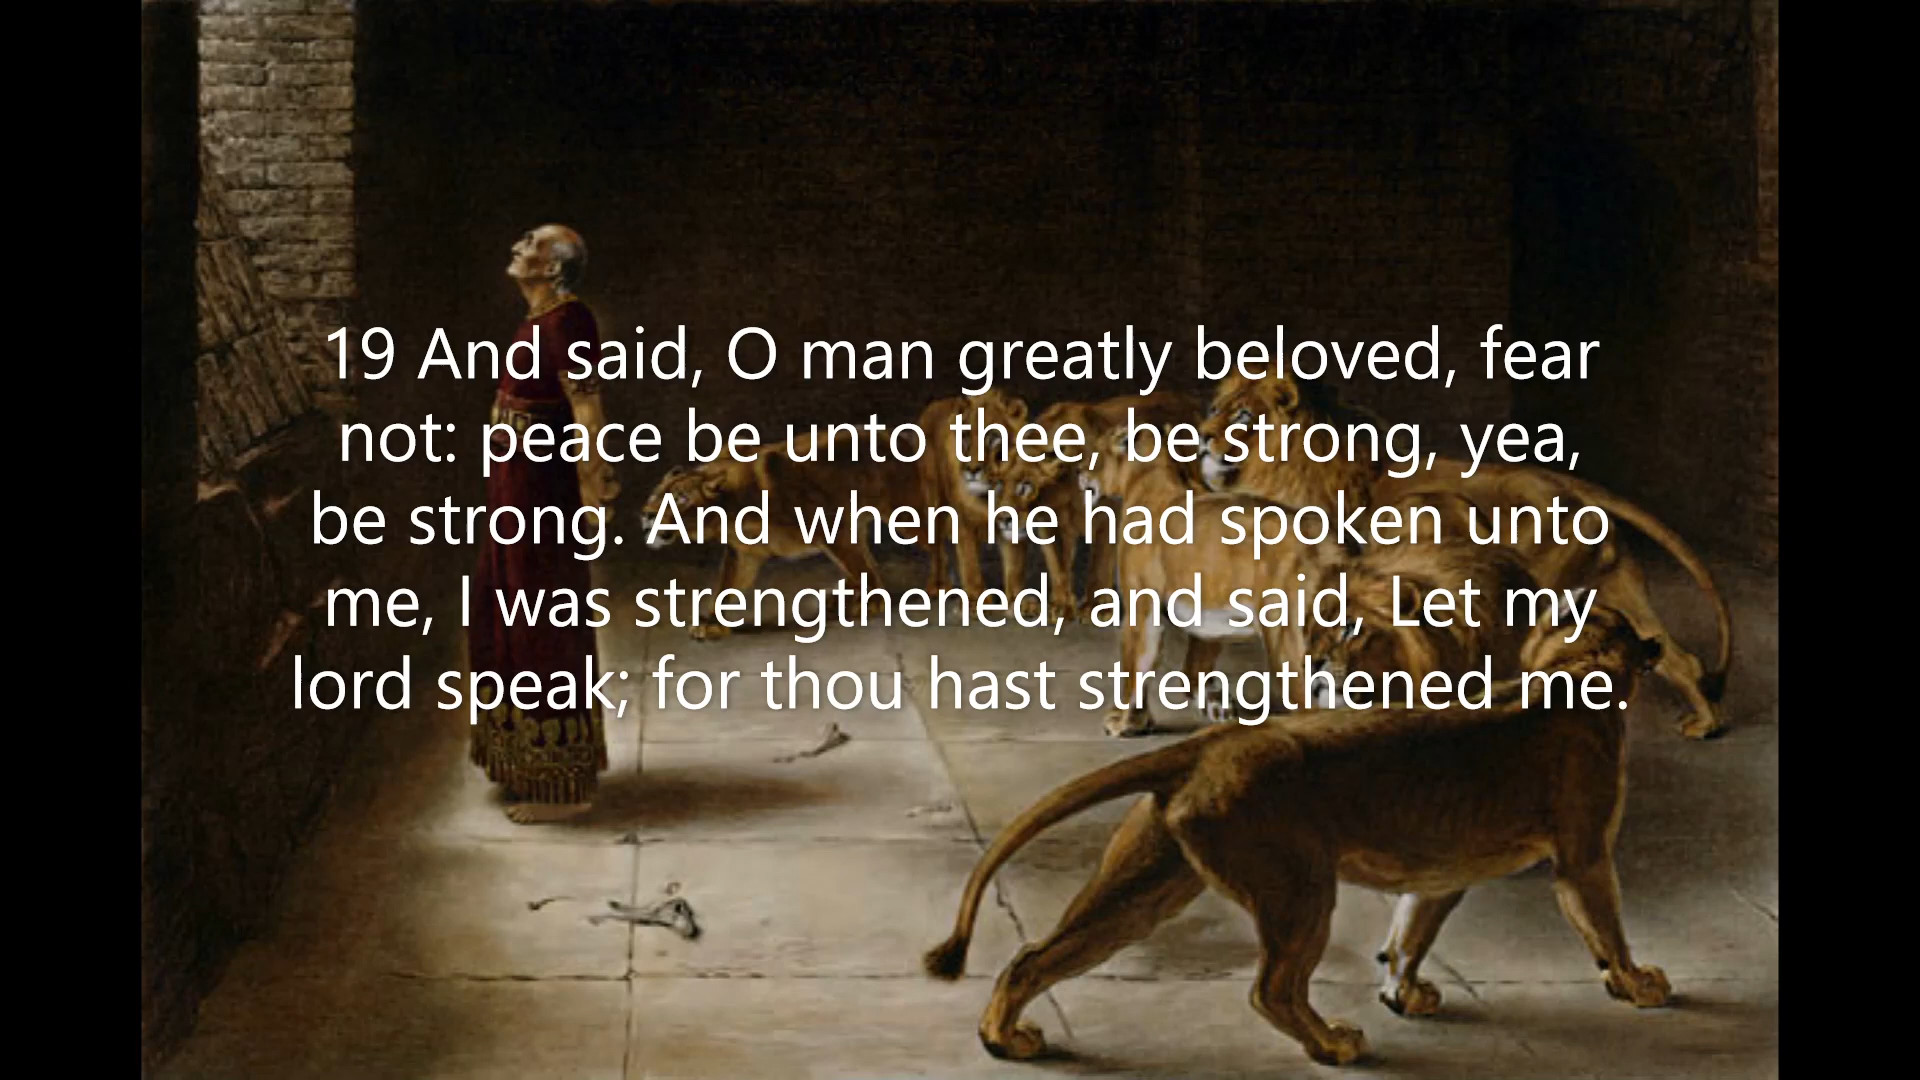 19 And said, O man greatly beloved, fear
not: peace be unto thee, be strong, yea,
be strong. And when he had spoken unto
me, I was strengthened, and said, Let my
lord speak; for thou hast strengthened me.